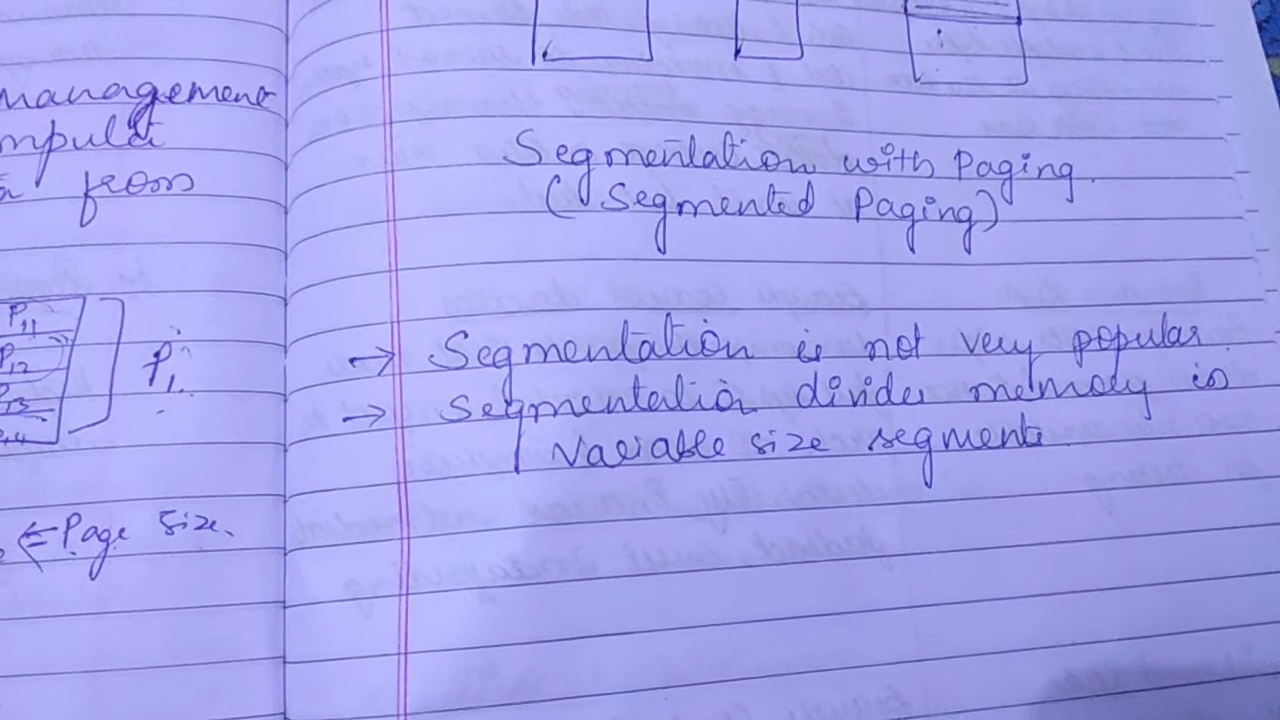 management
from
P11
P12
P13
P1
⇐ Page size.
Segmentation with Paging.
(Segmented Paging)
→ Segmentation is not very popular.
→ Segmentation divides memory in
variable size segments